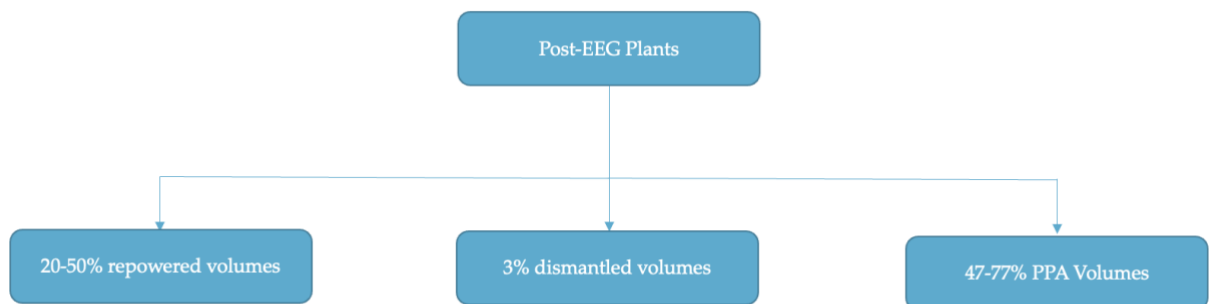 Post-EEG Plants
20-50% repowered volumes
3% dismantled volumes
47-77% PPA Volumes